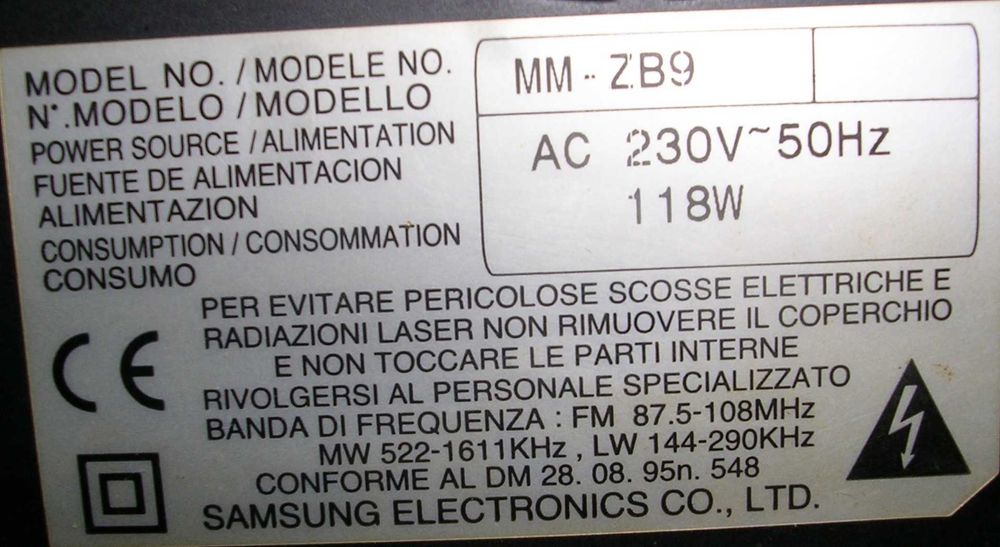 MODEL NO. / MODELE NO.
N°.MODELO / MODELLO
MM-ZB9
POWER SOURCE / ALIMENTATION
FUENTE DE ALIMENTACION
ALIMENTAZION
AC 230V~50Hz
CONSUMPTION / CONSOMMATION
CONSUMO
118W
PER EVITARE PERICOLOSE SCOSSE ELETTRICHE E
RADIAZIONI LASER NON RIMUOVERE IL COPERCHIO
E NON TOCCARE LE PARTI INTERNE
RIVOLGERSI AL PERSONALE SPECIALIZZATO
BANDA DI FREQUENZA : FM 87.5-108MHz
MW 522-1611KHz , LW 144-290KHz
CONFORME AL DM 28. 08. 95n. 548
SAMSUNG ELECTRONICS CO., LTD.
CE